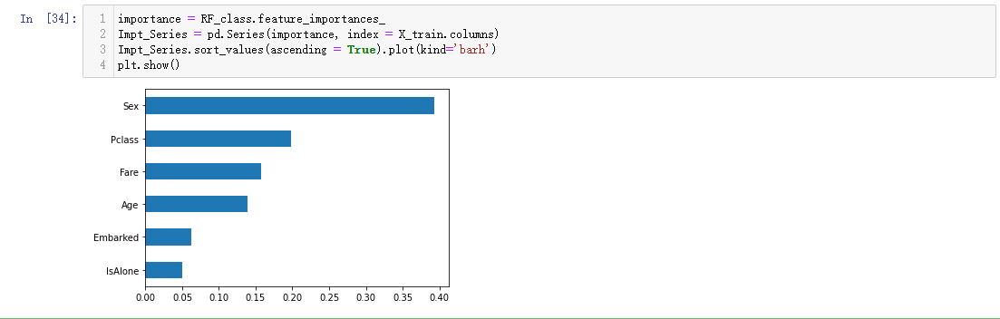 In [34]:
1 importance = RF_class.feature_importances_
2 Impt_Series = pd.Series(importance, index = X_train.columns)
3 Impt_Series.sort_values(ascending = True).plot(kind='barh')
4 plt.show()
Sex
Pclass
Fare
Age
Embarked
IsAlone
0.00 0.05 0.10 0.15 0.20 0.25 0.30 0.35 0.40